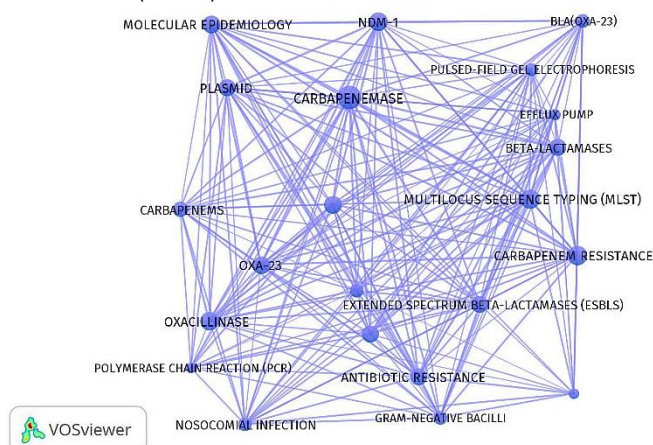 MOLECULAR EPIDEMIOLOGY
NDM-1
BLA(OXA-23)
PULSED-FIELD GEL ELECTROPHORESIS
PLASMID
CARBAPENEMASE
EFFLUX PUMP
BETA-LACTAMASES
MULTILOCUS SEQUENCE TYPING (MLST)
CARBAPENEMS
CARBAPENEM RESISTANCE
OXA-23
EXTENDED SPECTRUM BETA-LACTAMASES (ESBLS)
OXACILLINASE
POLYMERASE CHAIN REACTION (PCR)
ANTIBIOTIC RESISTANCE
GRAM-NEGATIVE BACILLI
NOSOCOMIAL INFECTION
VOSviewer